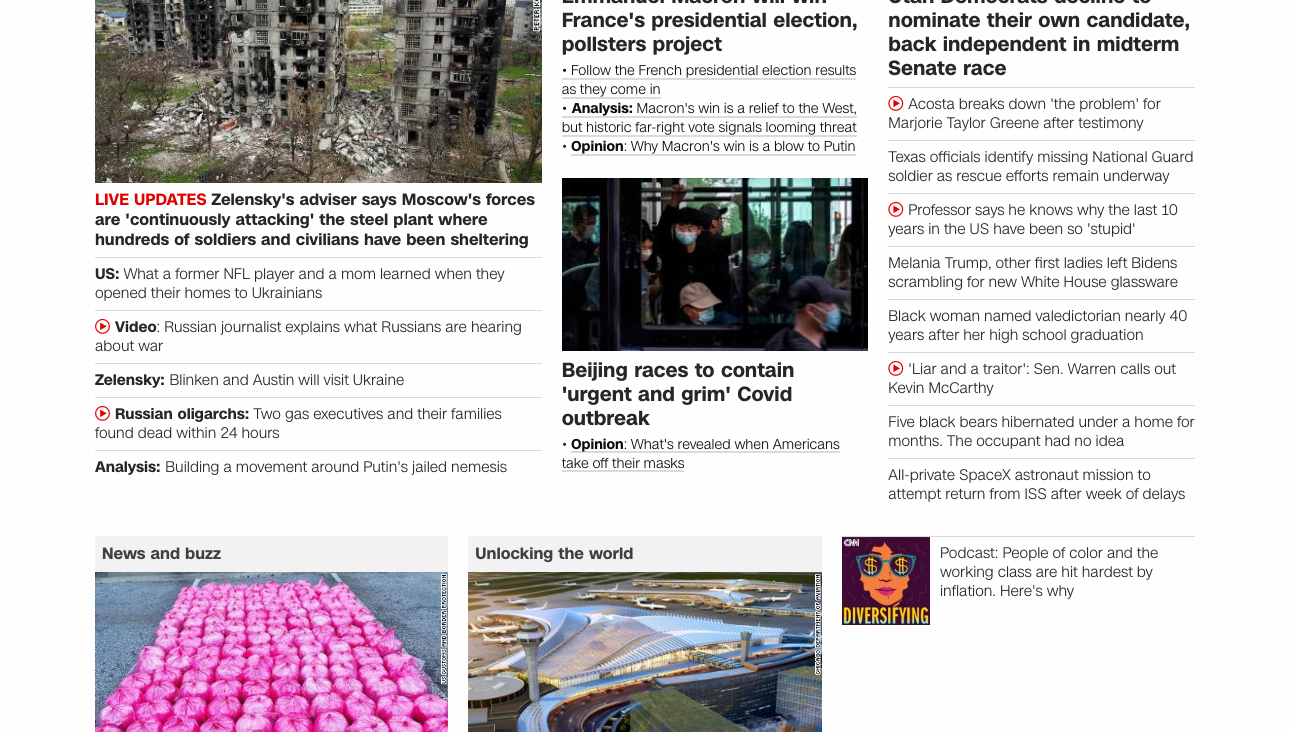 France's presidential election,
pollsters project
• Follow the French presidential election results
as they come in
• Analysis: Macron's win is a relief to the West,
but historic far-right vote signals looming threat
• Opinion: Why Macron's win is a blow to Putin
nominate their own candidate,
back independent in midterm
Senate race
Acosta breaks down 'the problem' for
Marjorie Taylor Greene after testimony
Texas officials identify missing National Guard
soldier as rescue efforts remain underway
Professor says he knows why the last 10
years in the US have been so 'stupid'
Melania Trump, other first ladies left Bidens
scrambling for new White House glassware
Black woman named valedictorian nearly 40
years after her high school graduation
'Liar and a traitor': Sen. Warren calls out
Kevin McCarthy
Five black bears hibernated under a home for
months. The occupant had no idea
All-private SpaceX astronaut mission to
attempt return from ISS after week of delays
LIVE UPDATES Zelensky's adviser says Moscow's forces
are 'continuously attacking' the steel plant where
hundreds of soldiers and civilians have been sheltering
US: What a former NFL player and a mom learned when they
opened their homes to Ukrainians
Video: Russian journalist explains what Russians are hearing
about war
Zelensky: Blinken and Austin will visit Ukraine
Russian oligarchs: Two gas executives and their families
found dead within 24 hours
Analysis: Building a movement around Putin's jailed nemesis
Beijing races to contain
'urgent and grim' Covid
outbreak
• Opinion: What's revealed when Americans
take off their masks
News and buzz
US CUSTOMS AND BORDER PROTECTION
Unlocking the world
CHICAGO DEPARTMENT OF AVIATION
CNN
DIVERSIFYING
Podcast: People of color and the
working class are hit hardest by
inflation. Here's why